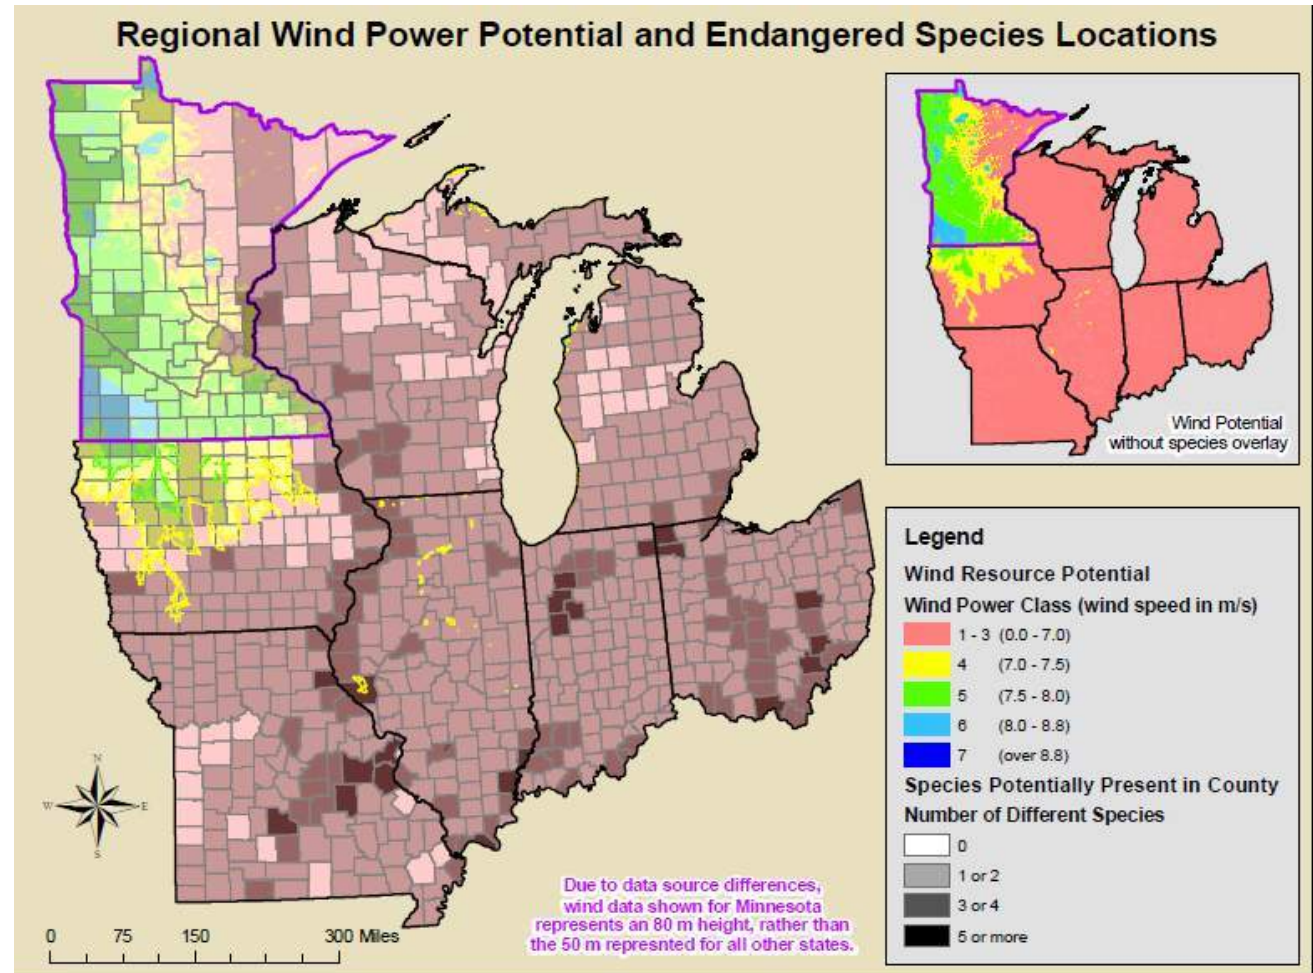 Regional Wind Power Potential and Endangered Species Locations
Wind Potential
without species overlay
Legend
Wind Resource Potential
Wind Power Class (wind speed in m/s)
1 - 3 (0.0 - 7.0)
4 (7.0 - 7.5)
5 (7.5 - 8.0)
6 (8.0 - 8.8)
7 (over 8.8)
Species Potentially Present in County
Number of Different Species
0
1 or 2
3 or 4
5 or more
N
W E
S
Due to data source differences,
wind data shown for Minnesota
represents an 80 m height, rather than
the 50 m represnted for all other states.
0 75 150 300 Miles